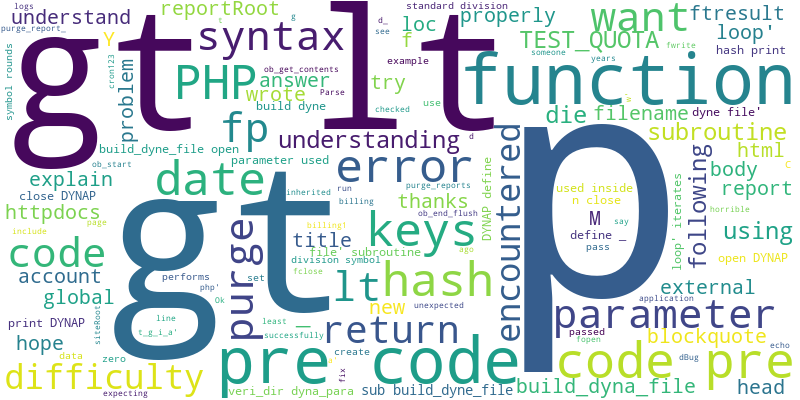 logs
purge_report_
understand
reportRoot
t
g
d_
standard division
see
loc
properly
want
ftresult
loop'
hash print
symbol rounds
gt
lt
Y
cron123
problem
syntax
PHP
ob_get_contents
answer
Parse
wrote
build dyne
example
f
try
checked
use
TEST_QUOTA
someone
fwrite
years
function
die
filename
dyne file'
fp
understanding
d
subroutine
build_dyne_file open
ob_start
parameter used
error
encountered
html
explain
date
inherited
run
purge_reports
DYNAP define
used inside
n close
M
define _
pass
say
loop' iterates
following
body
C
report
horrible
close DYNAP
httpdocs
gt
billing
thanks
ob_end_flush
p
using
include
page
purge
title
billing1
keys
file' subroutine
ago
division symbol
fclose
open DYNAP
code
performs
account
php'
set
lt
hash
external
global
new
unexpected
application
parameter
print DYNAP
siteRoot
line
Ok
t_g_i_a'
least
successfully
_
return
passed
fopen
blockquote
dBug
echo
hope
data
zero
create
fix
pre code
code pre
difficulty
expecting
veri_dir dyna_para
sub build_dyne_file
build_dyna_file
head